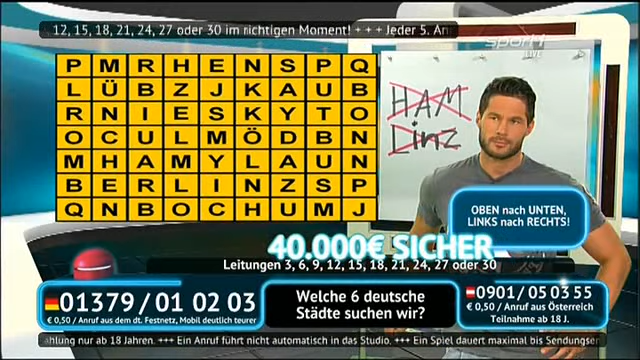 12, 15, 18, 21, 24, 27 oder 30 im richtigen Moment! + + + Jeder 5. An
sport1
LIVE
P M R H E N S P Q
L Ü B Z J K A U B
R N I E S K Y T O
O C U L M Ö D B N
M H A M Y L A U N
B E R L I N Z S P
Q N B O C H U M J
HAM
Linz
OBEN nach UNTEN,
LINKS nach RECHTS!
40.000€ SICHER
Leitungen 3, 6, 9, 12, 15, 18, 21, 24, 27 oder 30
01379/01 02 03
€ 0,50 / Anruf aus dem dt. Festnetz, Mobil deutlich teurer
Welche 6 deutsche
Städte suchen wir?
0901/05 03 55
€ 0,50 / Anruf aus Österreich
Teilnahme ab 18 J.
ahlung nur ab 18 Jahren. +++ Ein Anruf führt nicht automatisch in das Studio. +++ Ein Spiel dauert maximal bis Sendungsen